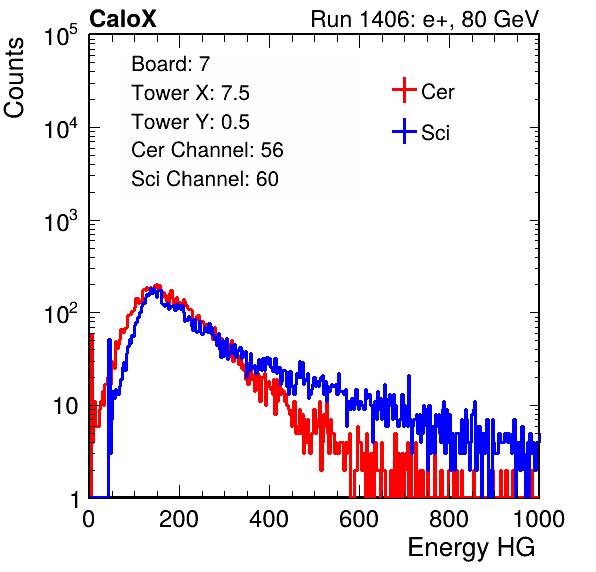 CaloX Run 1406: e+, 80 GeV
Counts
Board: 7
Tower X: 7.5
Tower Y: 0.5
Cer Channel: 56
Sci Channel: 60
Cer
Sci
10^5
10^4
10^3
10^2
10
1
0 200 400 600 800 1000
Energy HG